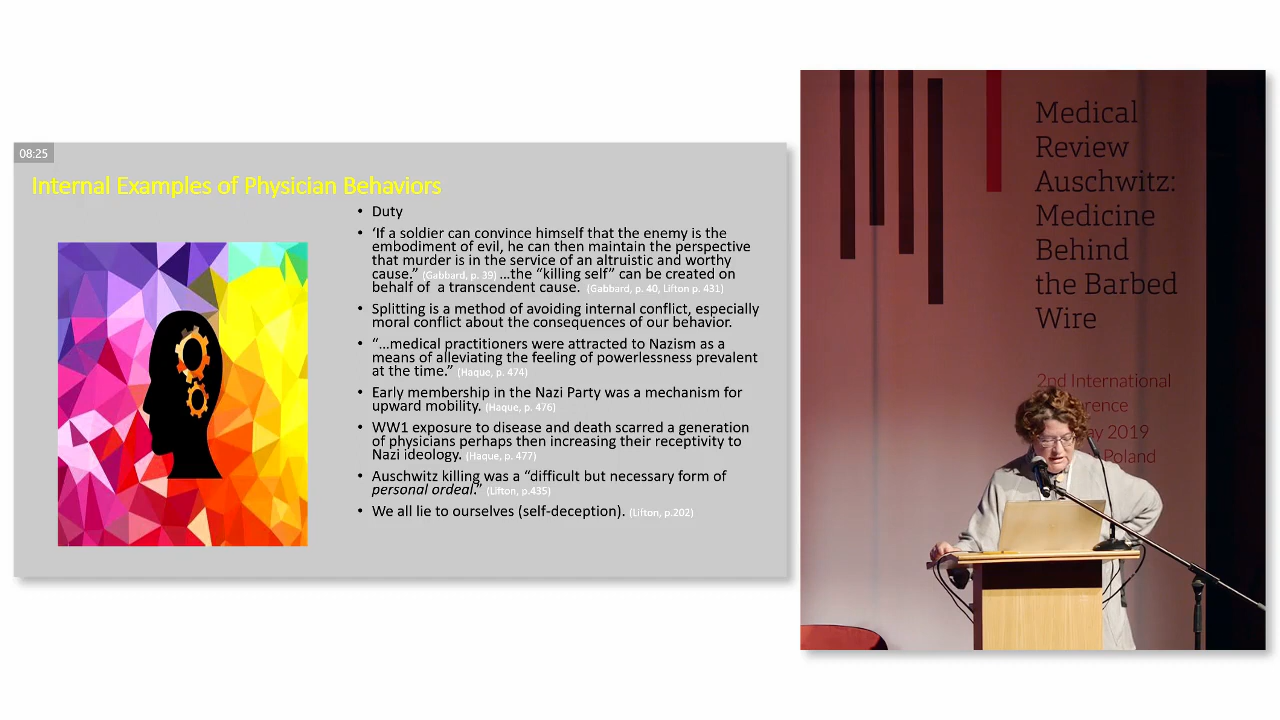 08:25
Internal Examples of Physician Behaviors
• Duty
• ‘If a soldier can convince himself that the enemy is the
embodiment of evil, he can then maintain the perspective
that murder is in the service of an altruistic and worthy
cause.” (Gabbard, p. 39) …the “killing self” can be created on
behalf of a transcendent cause. (Gabbard, p. 40, Lifton p. 431)
• Splitting is a method of avoiding internal conflict, especially
moral conflict about the consequences of our behavior.
• “…medical practitioners were attracted to Nazism as a
means of alleviating the feeling of powerlessness prevalent
at the time.” (Haque, p. 474)
• Early membership in the Nazi Party was a mechanism for
upward mobility. (Haque, p. 476)
• WW1 exposure to disease and death scarred a generation
of physicians perhaps then increasing their receptivity to
Nazi ideology. (Haque, p. 477)
• Auschwitz killing was a “difficult but necessary form of
personal ordeal.” (Lifton, p.435)
• We all lie to ourselves (self-deception). (Lifton, p.202)
Medical
Review
Auschwitz:
Medicine
Behind
the Barbed
Wire
2nd International
2019
Poland